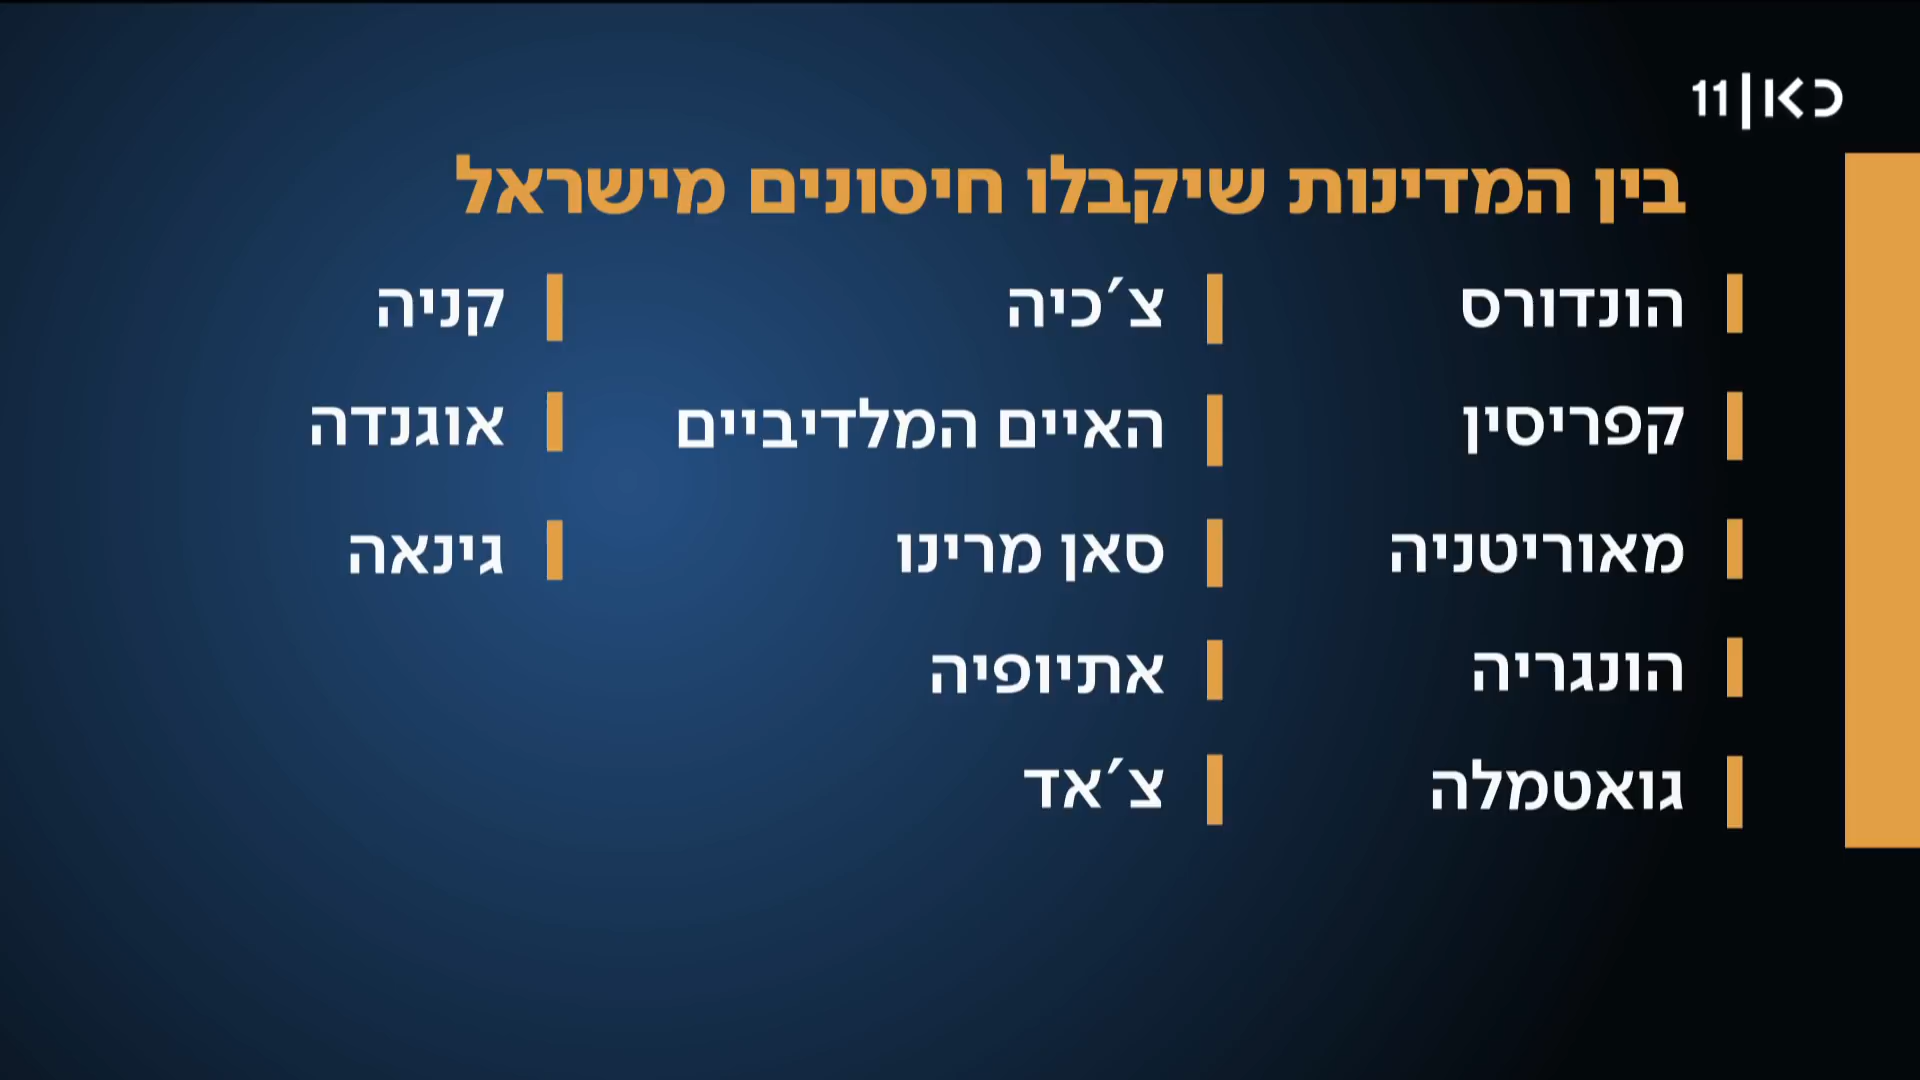 כאן|11
בין המדינות שיקבלו חיסונים מישראל
הונדורס
קפריסין
מאוריטניה
הונגריה
גואטמלה
צ׳כיה
האיים המלדיביים
סאן מרינו
אתיופיה
צ׳אד
קניה
אוגנדה
גינאה